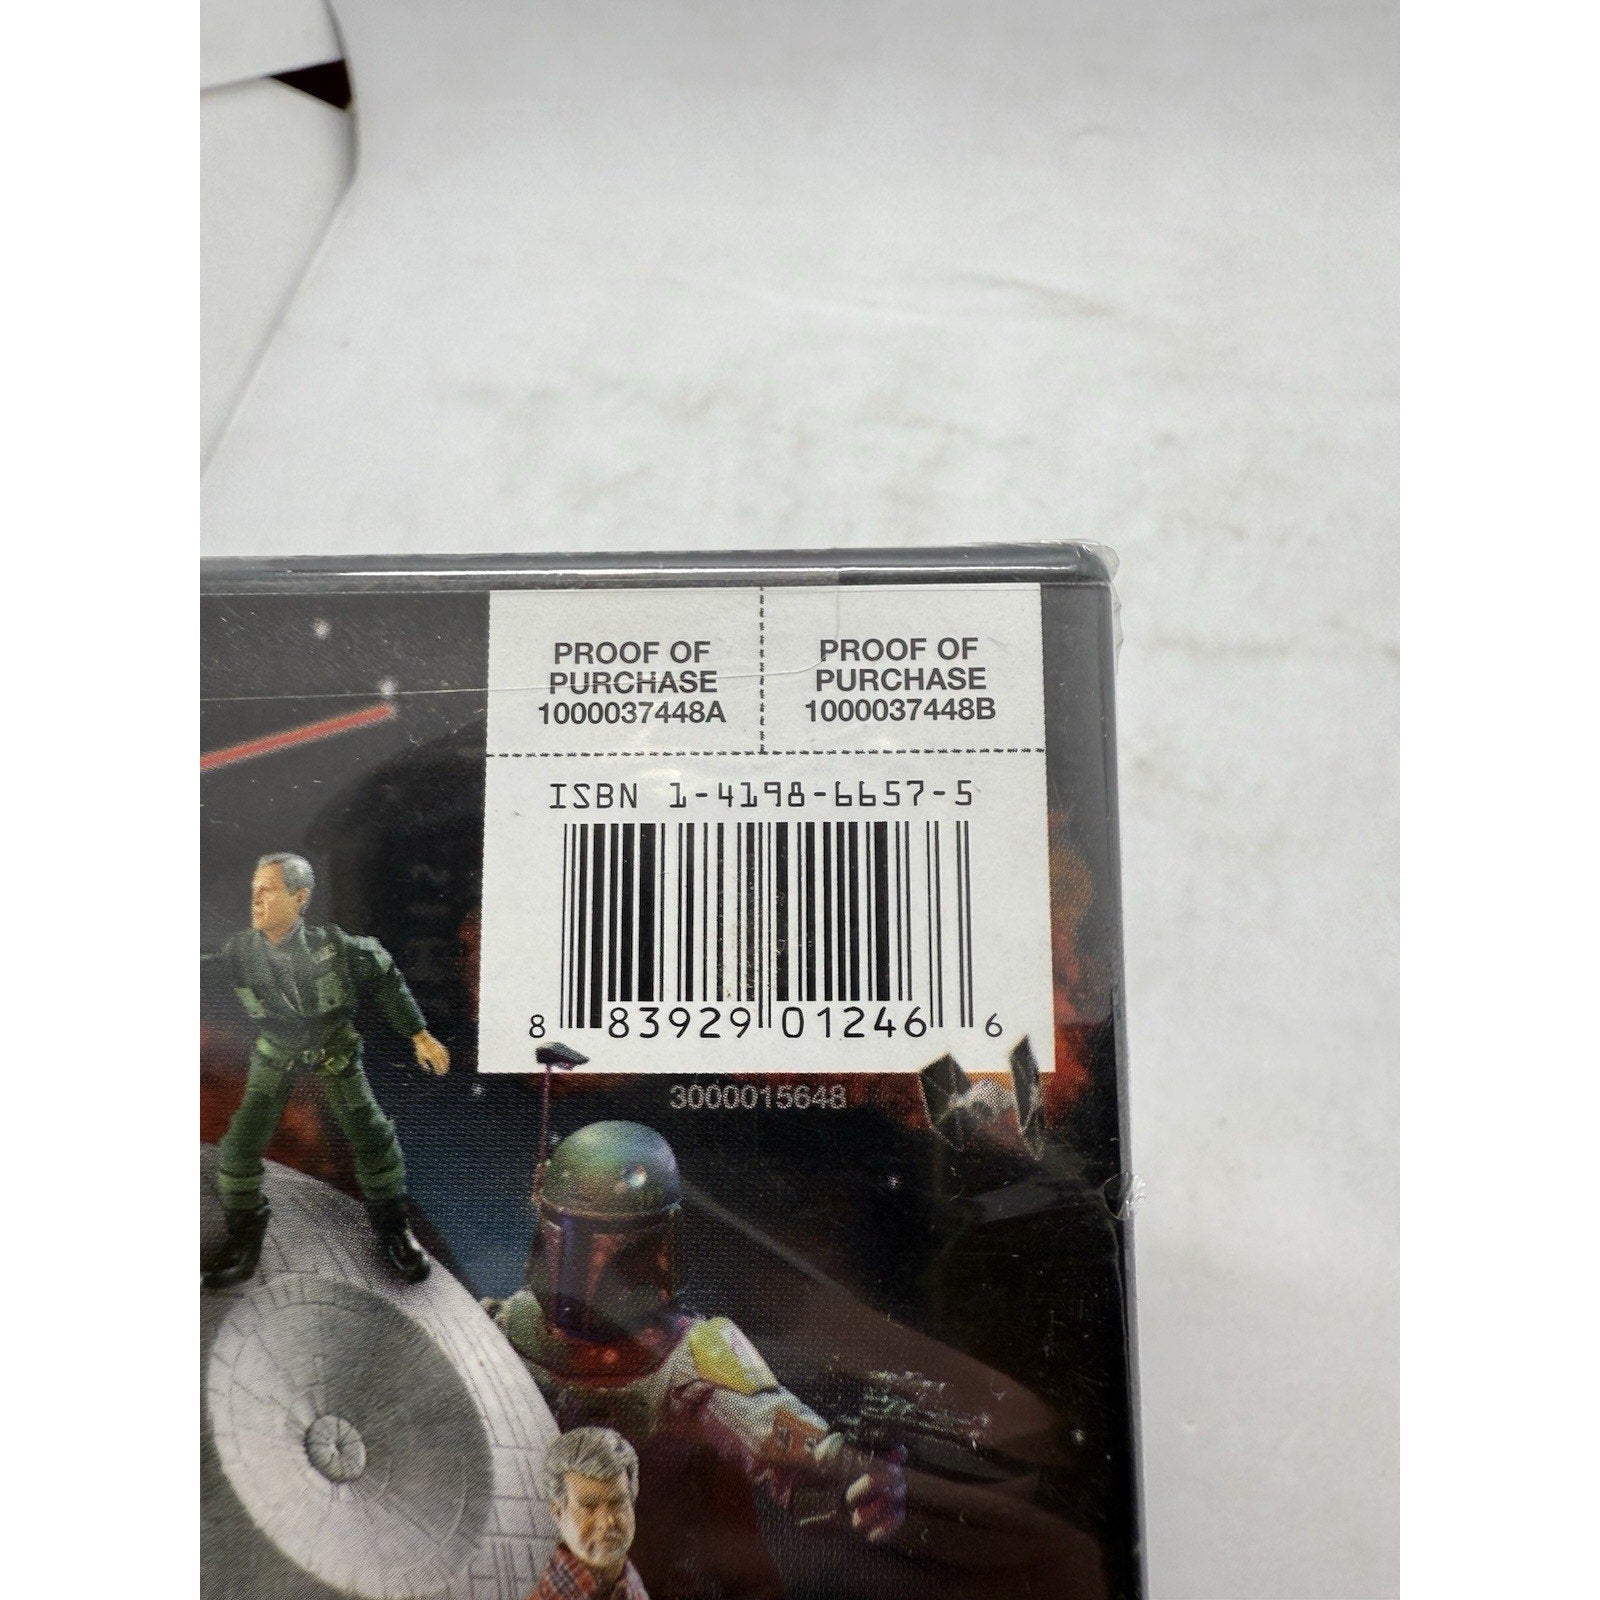 PROOF OF
PURCHASE
1000037448A
PROOF OF
PURCHASE
1000037448B
ISBN 1-4198-6657-5
8 83929 01246 6
3000015648